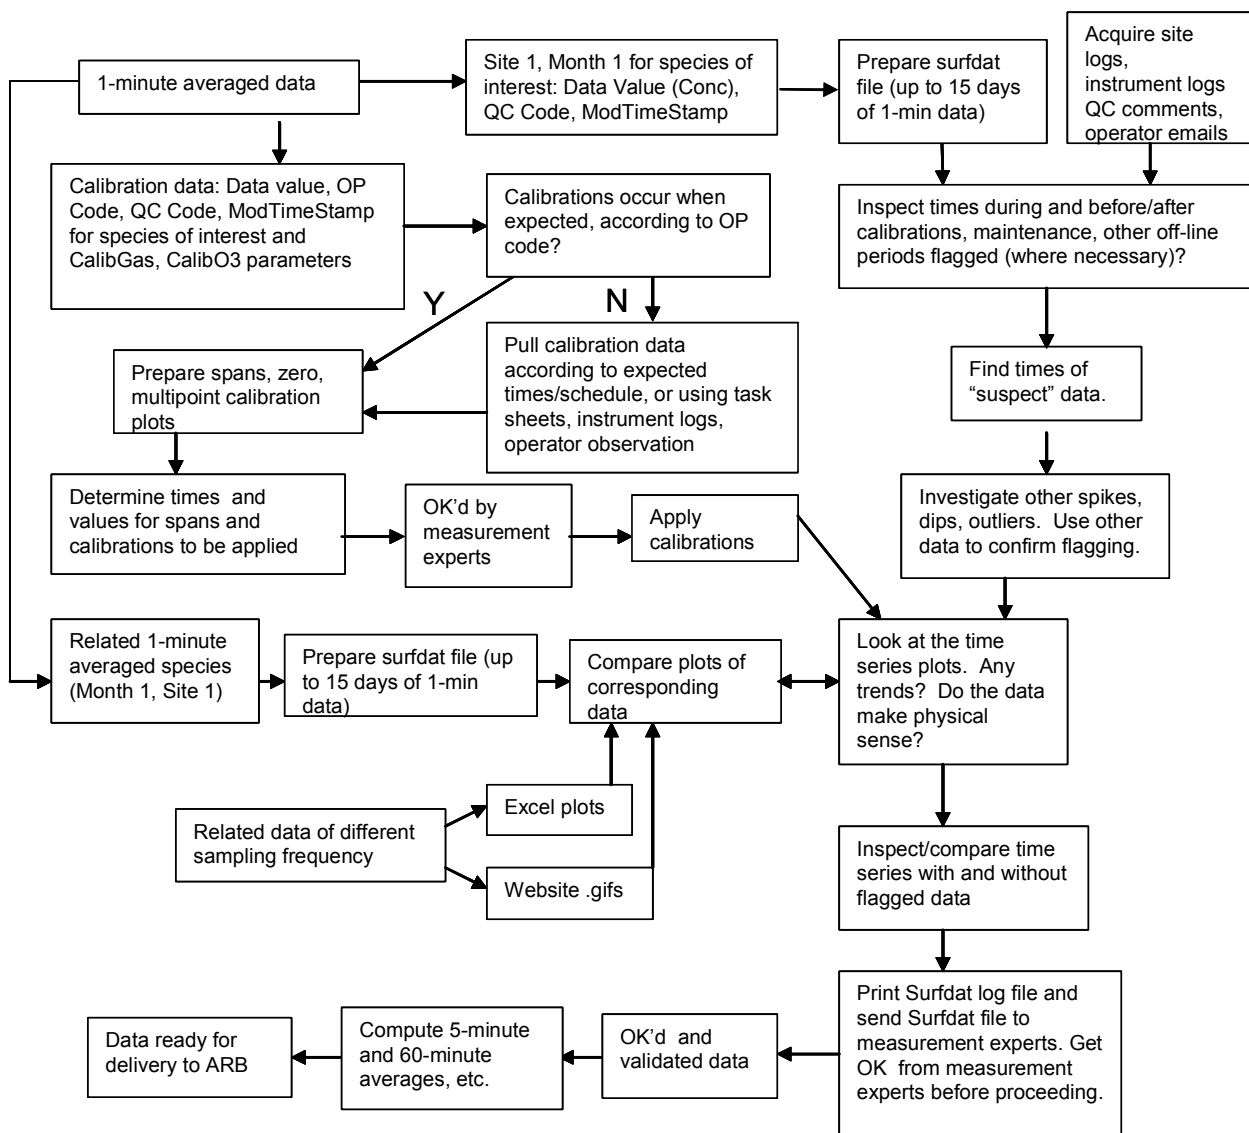 1-minute averaged data
Site 1, Month 1 for species of
interest: Data Value (Conc),
QC Code, ModTimeStamp
Prepare surfdat
file (up to 15 days
of 1-min data)
Acquire site
logs,
instrument logs
QC comments,
operator emails
Calibration data: Data value, OP
Code, QC Code, ModTimeStamp
for species of interest and
CalibGas, CalibO3 parameters
Calibrations occur when
expected, according to OP
code?
Inspect times during and before/after
calibrations, maintenance, other off-line
periods flagged (where necessary)?
Y
N
Prepare spans, zero,
multipoint calibration
plots
Pull calibration data
according to expected
times/schedule, or using task
sheets, instrument logs,
operator observation
Find times of
“suspect” data.
Determine times and
values for spans and
calibrations to be applied
OK’d by
measurement
experts
Apply
calibrations
Investigate other spikes,
dips, outliers. Use other
data to confirm flagging.
Related 1-minute
averaged species
(Month 1, Site 1)
Prepare surfdat file (up
to 15 days of 1-min
data)
Compare plots of
corresponding
data
Look at the time
series plots. Any
trends? Do the data
make physical
sense?
Related data of different
sampling frequency
Excel plots
Website .gifs
Inspect/compare time
series with and without
flagged data
Data ready for
delivery to ARB
Compute 5-minute
and 60-minute
averages, etc.
OK’d and
validated data
Print Surfdat log file and
send Surfdat file to
measurement experts. Get
OK from measurement
experts before proceeding.